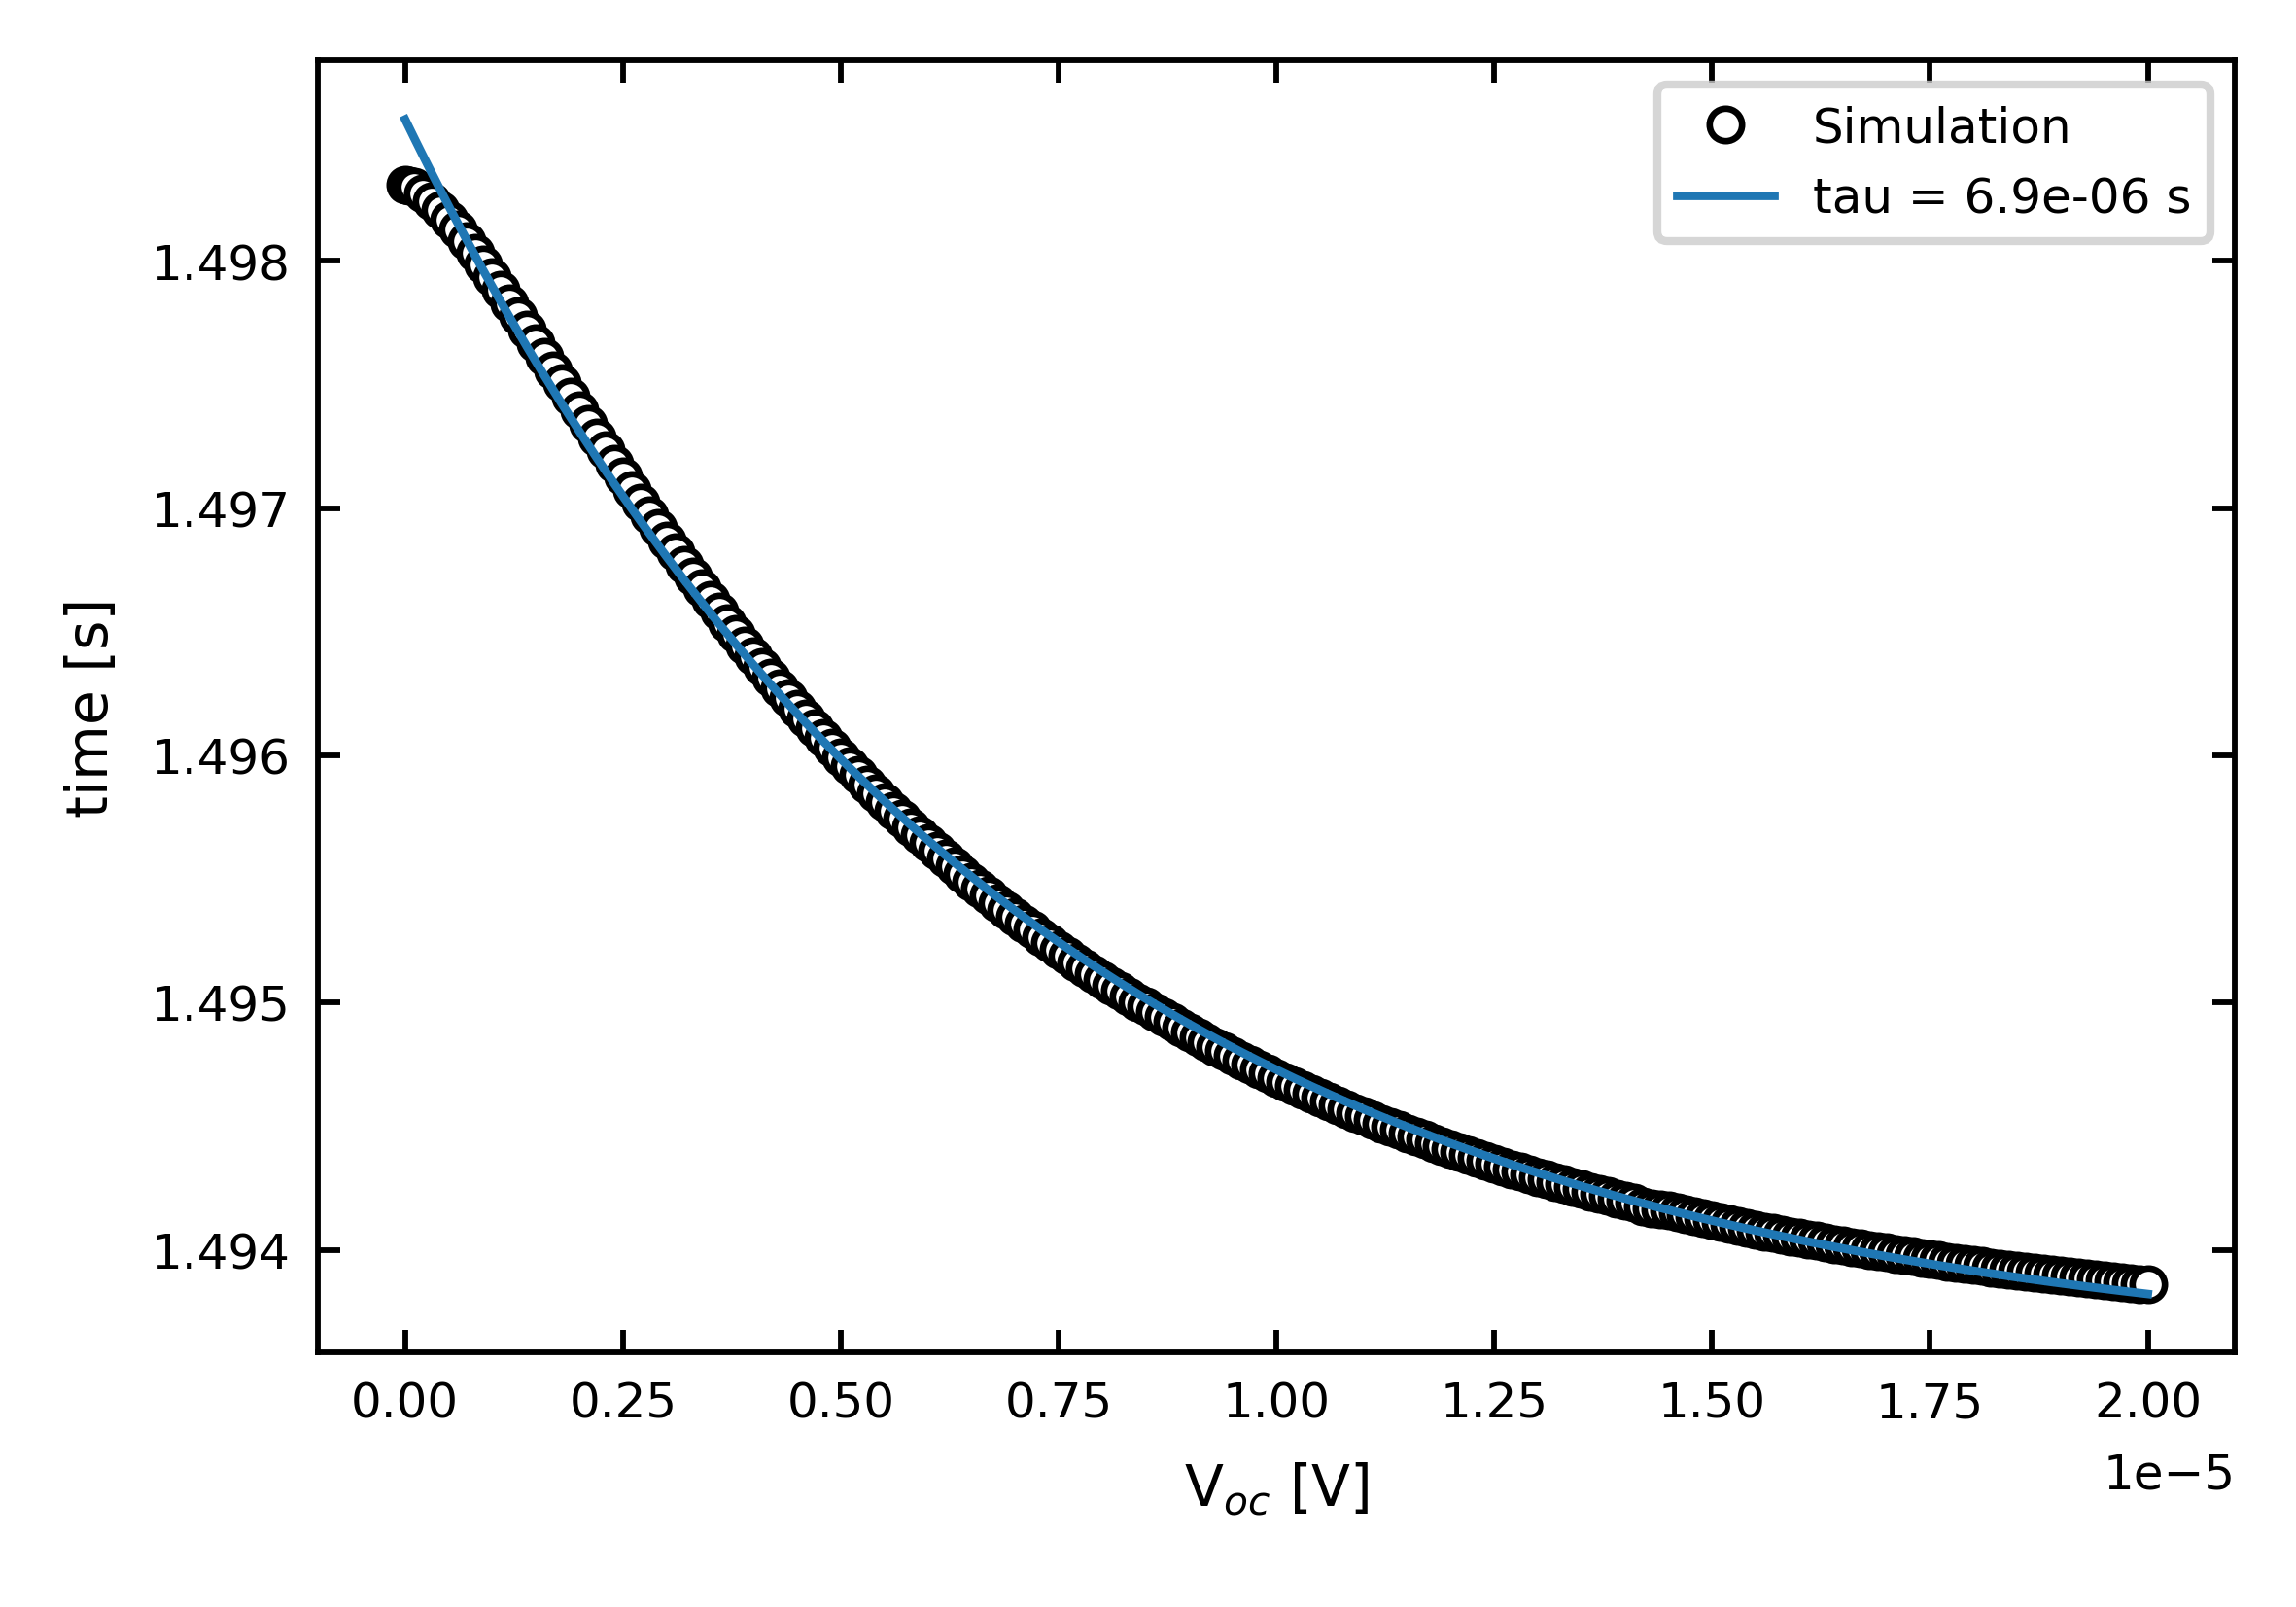 Simulation
tau = 6.9e-06 s
1.498
1.497
1.496
1.495
1.494
time [s]
0.00 0.25 0.50 0.75 1.00 1.25 1.50 1.75 2.00
1e−5
V_{oc} [V]